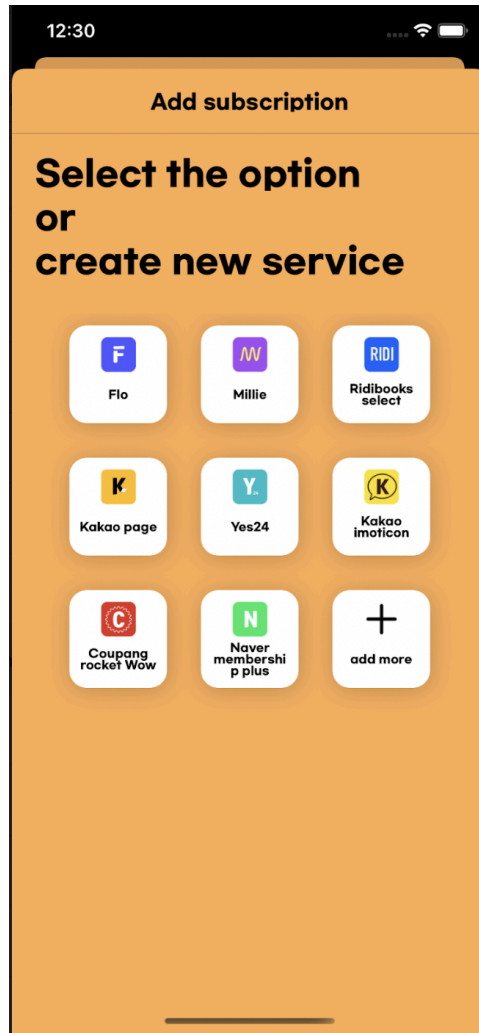 12:30
Add subscription
Select the option
or
create new service
F
Flo
Millie
RIDI
Ridibooks
select
K
Kakao page
Y24
Yes24
K
Kakao
imoticon
C
Coupang
rocket Wow
N
Naver
membershi
p plus
add more